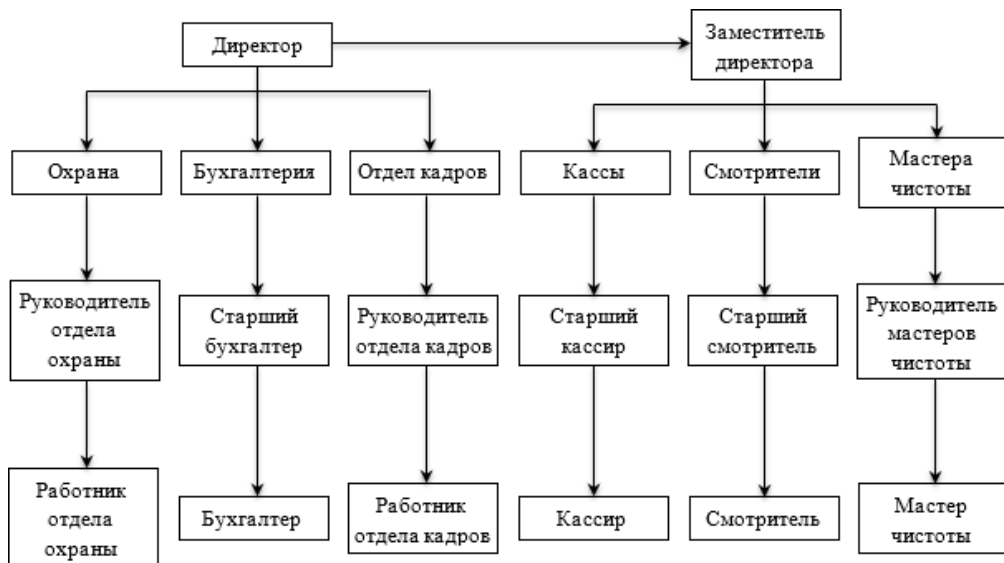 Директор
Заместитель
директора
Охрана
Бухгалтерия
Отдел кадров
Кассы
Смотрители
Мастера
чистоты
Руководитель
отдела
охраны
Старший
бухгалтер
Руководитель
отдела кадров
Старший
кассир
Старший
смотритель
Руководитель
мастеров
чистоты
Работник
отдела
охраны
Бухгалтер
Работник
отдела кадров
Кассир
Смотритель
Мастер
чистоты